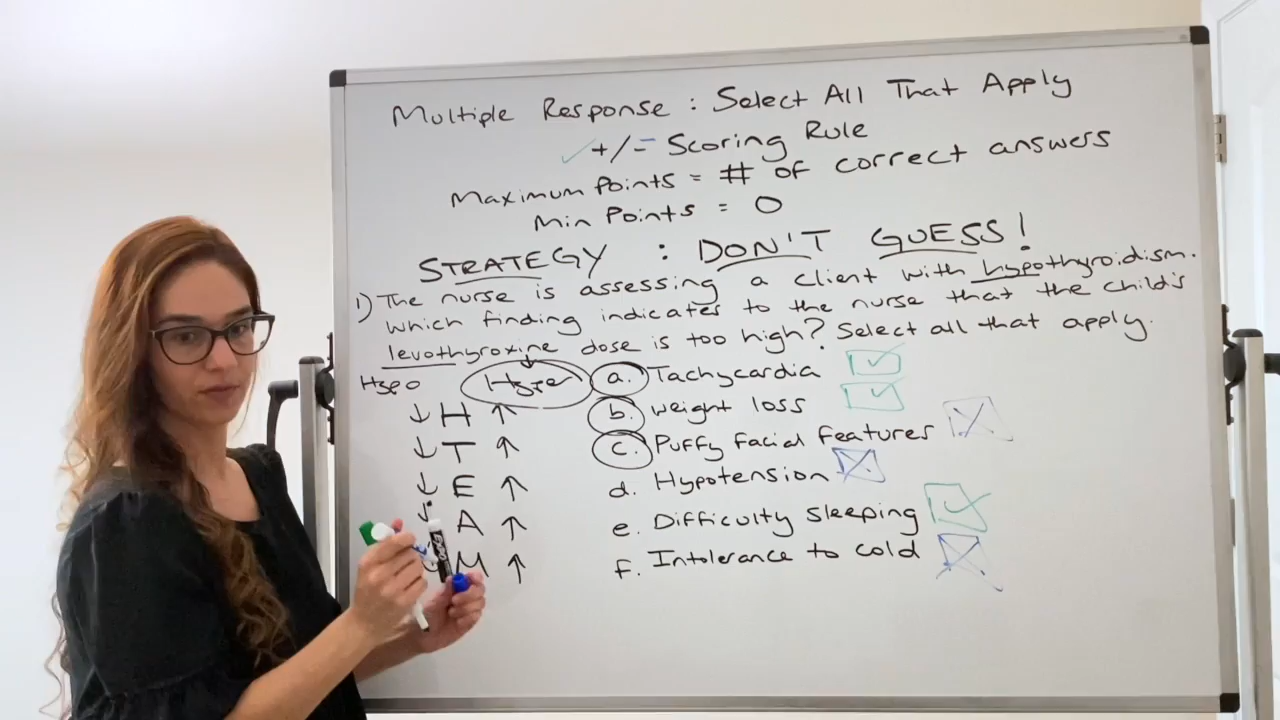 Multiple Response : Select All That Apply
+/- Scoring Rule
Maximum Points = # of correct answers
Min Points = 0
STRATEGY : DON'T GUESS!
1) The nurse is assessing a client with hypothyroidism.
which finding indicates to the nurse that the child's
levothyroxine dose is too high? Select all that apply.
Hypo Hyper
↓ H ↑
↓ T ↑
↓ E ↑
↓ A ↑
M ↑
a. Tachycardia
b. weight loss
c. Puffy facial features
d. Hypotension
e. Difficulty sleeping
f. Intolerance to cold
EXPO